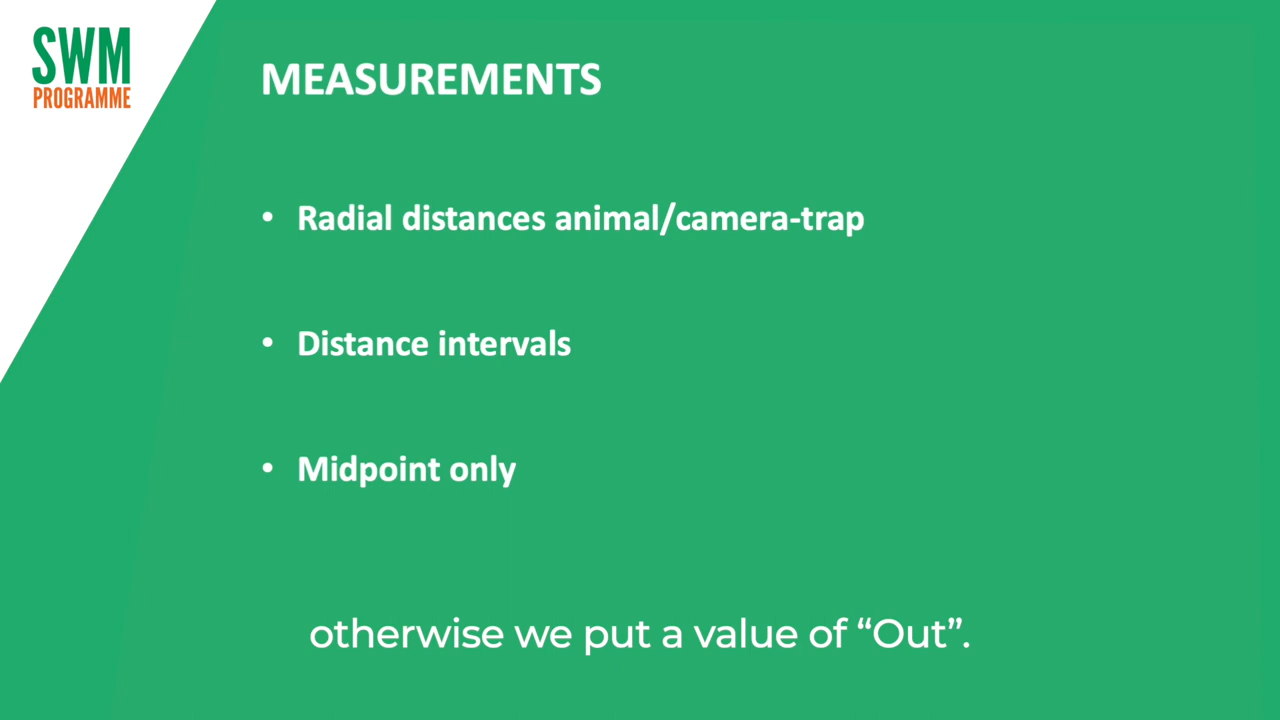 SWM
PROGRAMME
MEASUREMENTS
• Radial distances animal/camera-trap
• Distance intervals
• Midpoint only
otherwise we put a value of “Out”.